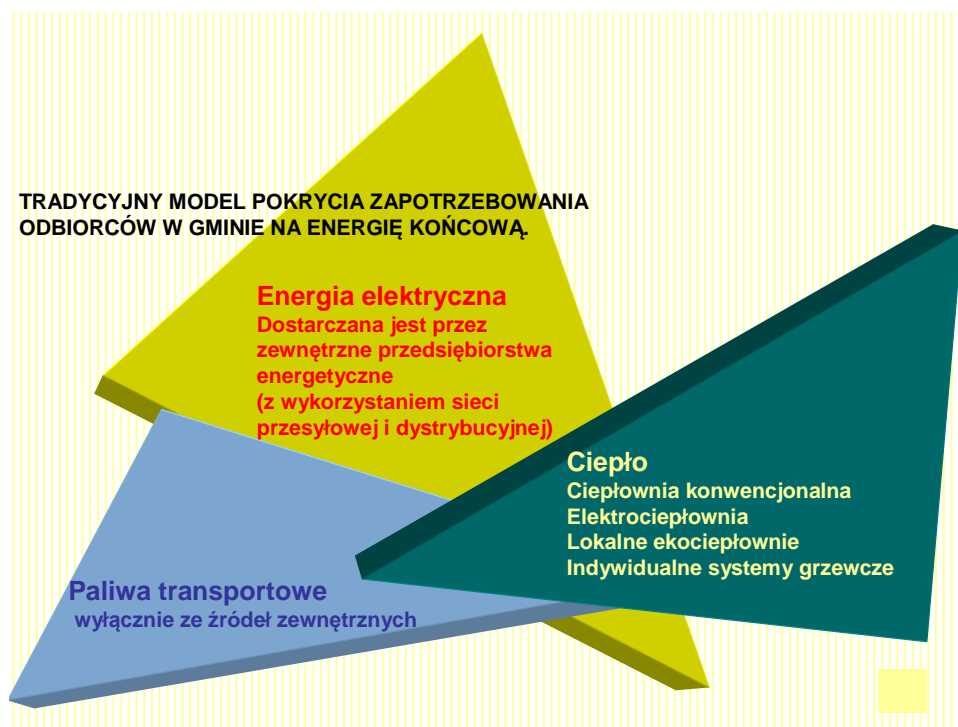 TRADYCYJNY MODEL POKRYCIA ZAPOTRZEBOWANIA
ODBIORCÓW W GMINIE NA ENERGIĘ KOŃCOWĄ.
Energia elektryczna
Dostarczana jest przez
zewnętrzne przedsiębiorstwa
energetyczne
(z wykorzystaniem sieci
przesyłowej i dystrybucyjnej)
Ciepło
Ciepłownia konwencjonalna
Elektrociepłownia
Lokalne ekociepłownie
Indywidualne systemy grzewcze
Paliwa transportowe
wyłącznie ze źródeł zewnętrznych